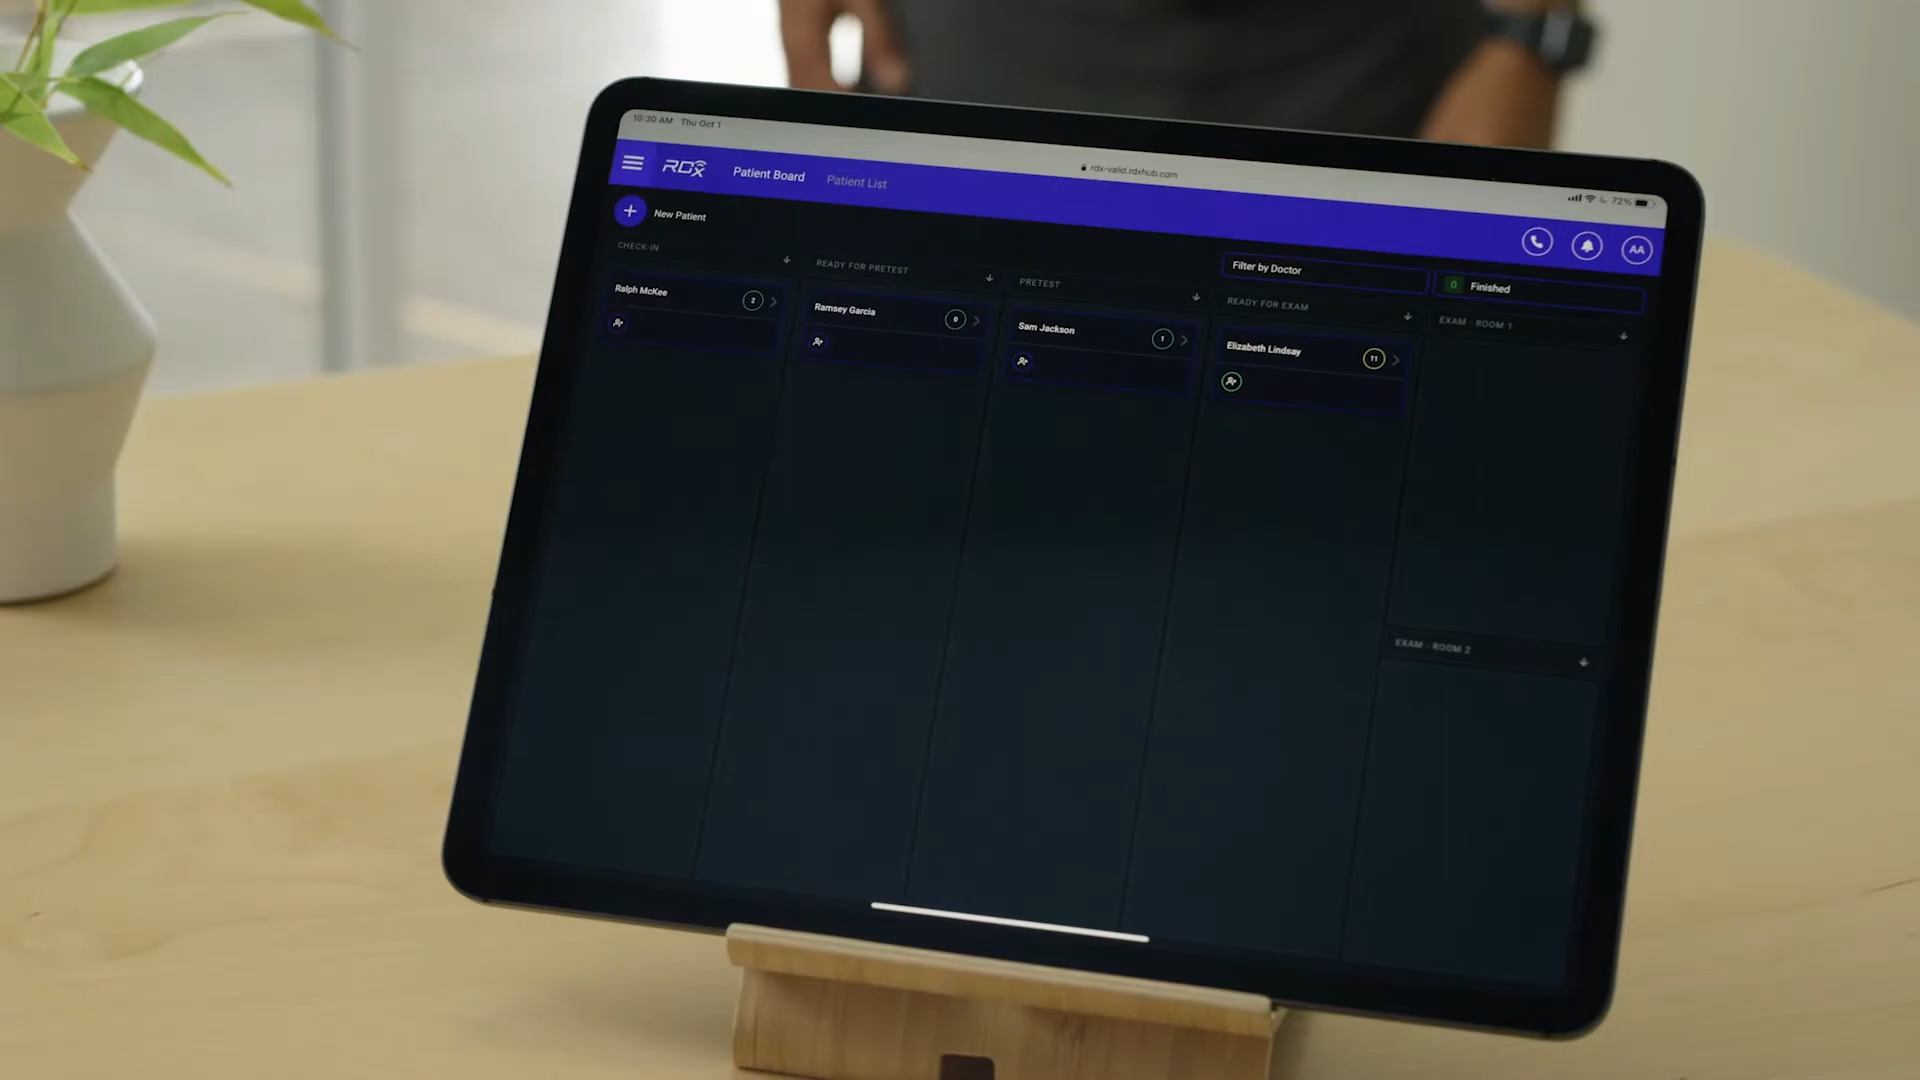 10:30 AM Thu Oct 1
rdx-valid.rdxhub.com
72%
RDX
Patient Board
Patient List
AA
New Patient
Filter by Doctor
0 Finished
CHECK-IN
Ralph McKee
2
READY FOR PRETEST
Ramsey Garcia
0
PRETEST
Sam Jackson
1
READY FOR EXAM
Elizabeth Lindsay
11
EXAM - ROOM 1
EXAM - ROOM 2